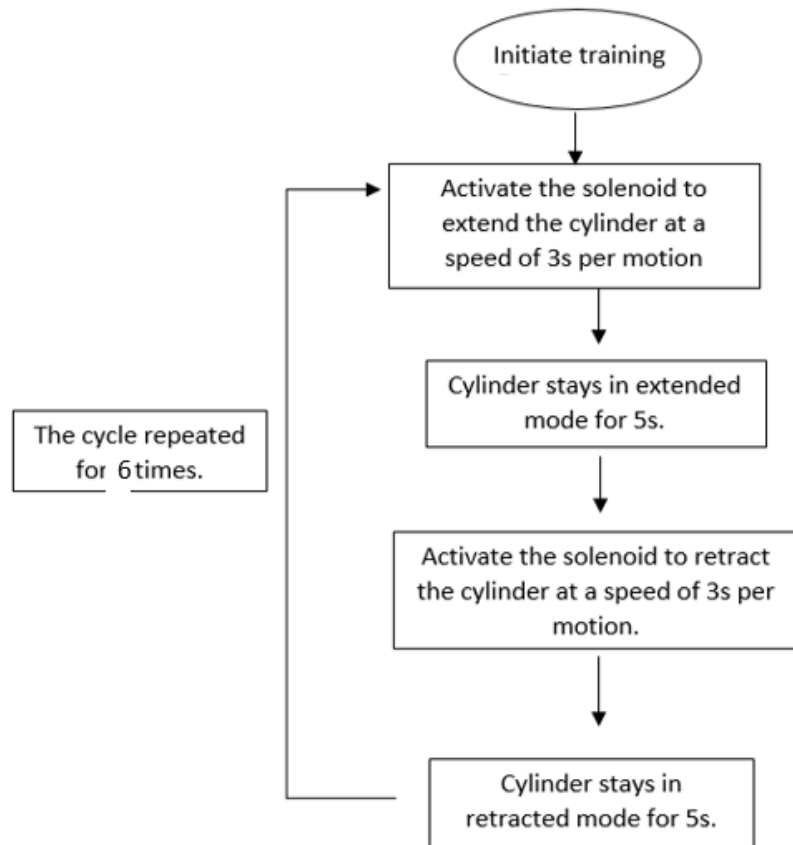 Initiate training
Activate the solenoid to
extend the cylinder at a
speed of 3s per motion
Cylinder stays in extended
mode for 5s.
The cycle repeated
for 6 times.
Activate the solenoid to retract
the cylinder at a speed of 3s per
motion.
Cylinder stays in
retracted mode for 5s.